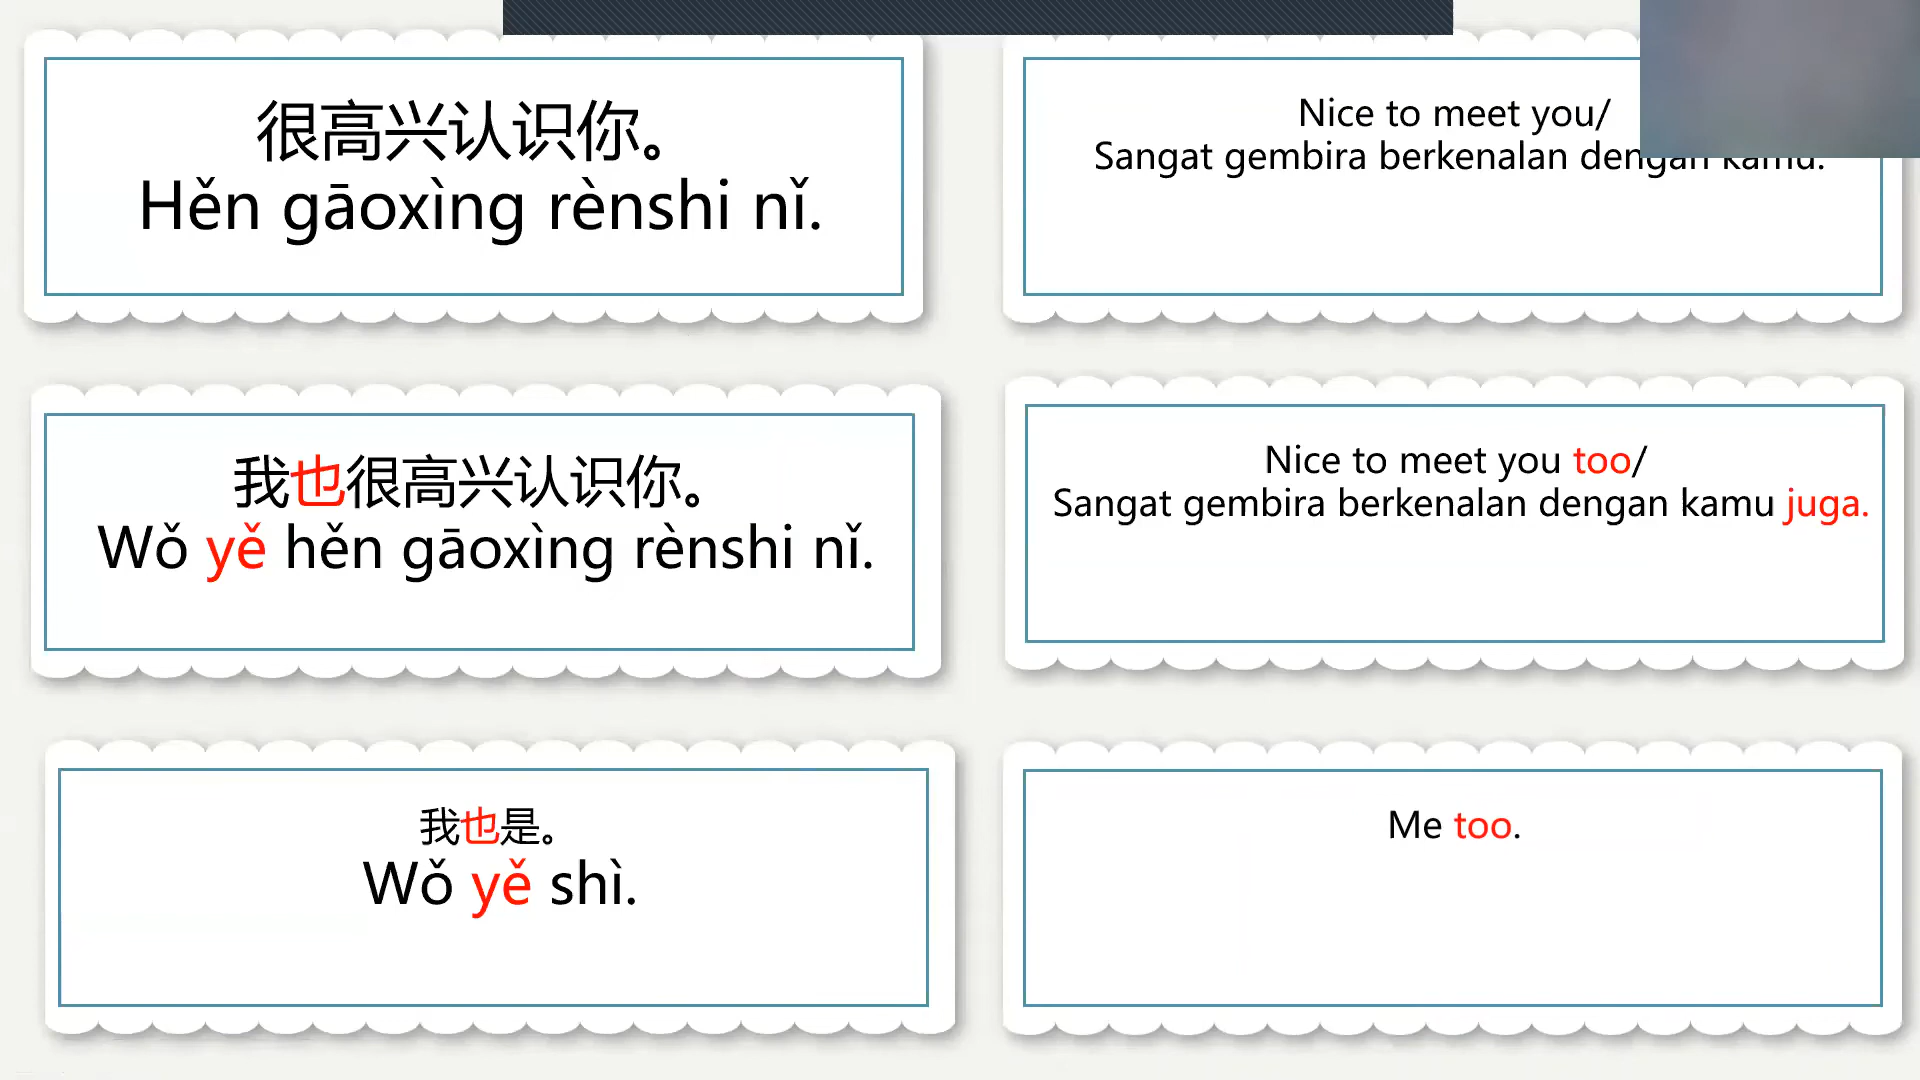 很高兴认识你。
Hěn gāoxìng rènshi nǐ.
Nice to meet you/
Sangat gembira berkenalan dengan kamu.
我也很高兴认识你。
Wǒ yě hěn gāoxìng rènshi nǐ.
Nice to meet you too/
Sangat gembira berkenalan dengan kamu juga.
我也是。
Wǒ yě shì.
Me too.